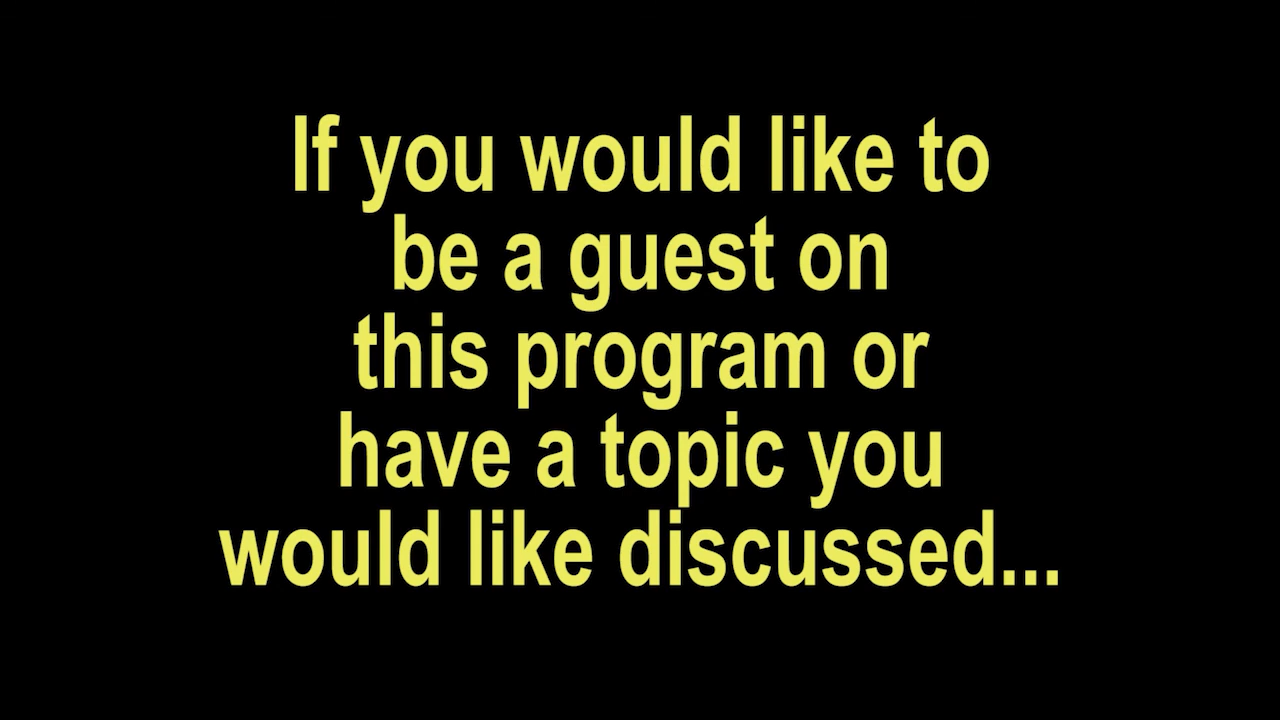 If you would like to
be a guest on
this program or
have a topic you
would like discussed...